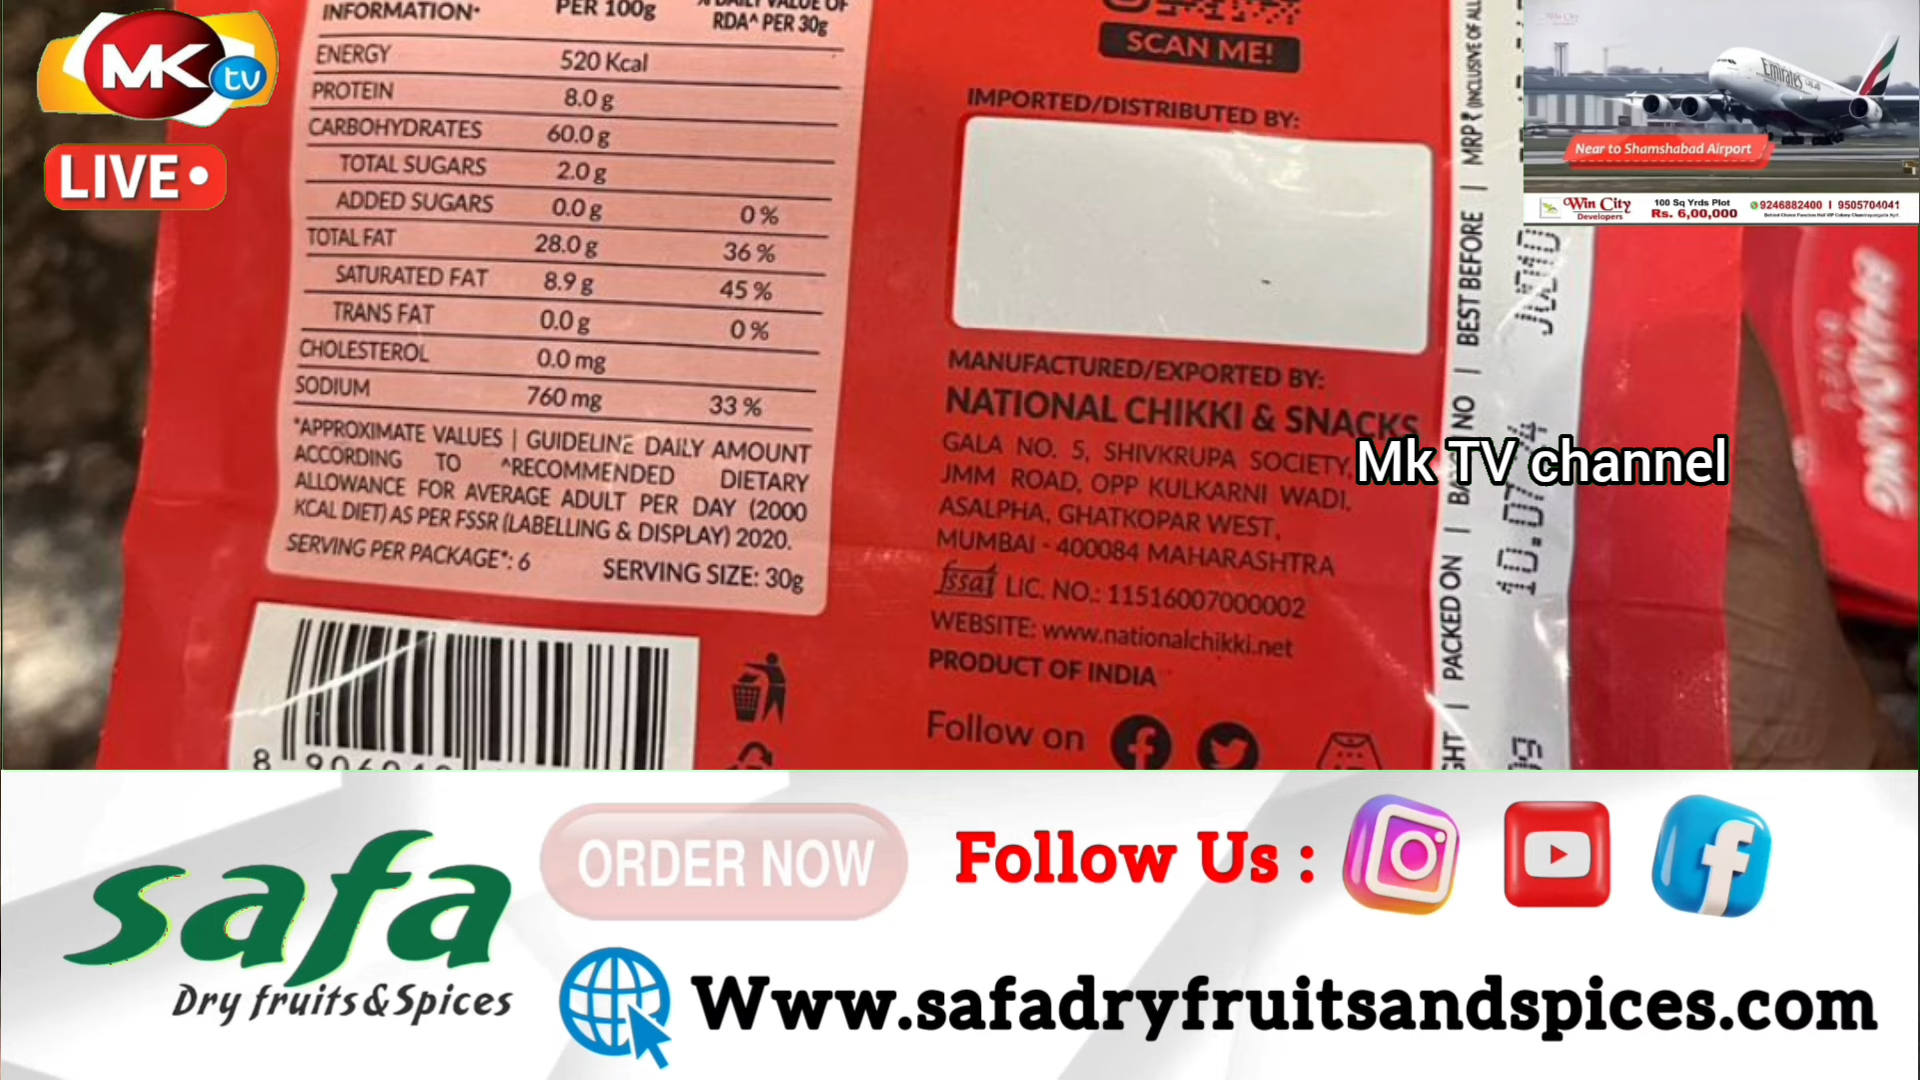 MK tv
LIVE
INFORMATION* PER 100g % DAILY VALUE OF
RDA^ PER 30g
ENERGY 520 Kcal
PROTEIN 8.0 g
CARBOHYDRATES 60.0 g
TOTAL SUGARS 2.0 g
ADDED SUGARS 0.0 g 0 %
TOTAL FAT 28.0 g 36 %
SATURATED FAT 8.9 g 45 %
TRANS FAT 0.0 g 0 %
CHOLESTEROL 0.0 mg
SODIUM 760 mg 33 %
*APPROXIMATE VALUES | GUIDELINE DAILY AMOUNT
ACCORDING TO ^RECOMMENDED DIETARY
ALLOWANCE FOR AVERAGE ADULT PER DAY (2000
KCAL DIET) AS PER FSSR (LABELLING & DISPLAY) 2020.
SERVING PER PACKAGE*: 6 SERVING SIZE: 30g
SCAN ME!
IMPORTED/DISTRIBUTED BY:
MANUFACTURED/EXPORTED BY:
NATIONAL CHIKKI & SNACKS
GALA NO. 5, SHIVKRUPA SOCIETY,
JMM ROAD, OPP KULKARNI WADI,
ASALPHA, GHATKOPAR WEST,
MUMBAI - 400084 MAHARASHTRA
fssai LIC. NO.: 11516007000002
WEBSITE: www.nationalchikki.net
PRODUCT OF INDIA
Follow on
PACKED ON | NO | BEST BEFORE | MRP ₹ (INCLUSIVE OF ALL
Mk TV channel
Emirates
Near to Shamshabad Airport
Win City
Developers
100 Sq Yrds Plot
Rs. 6,00,000
9246882400 | 9505704041
safa
Dry fruits & Spices
ORDER NOW
Follow Us :
Www.safadryfruitsandspices.com